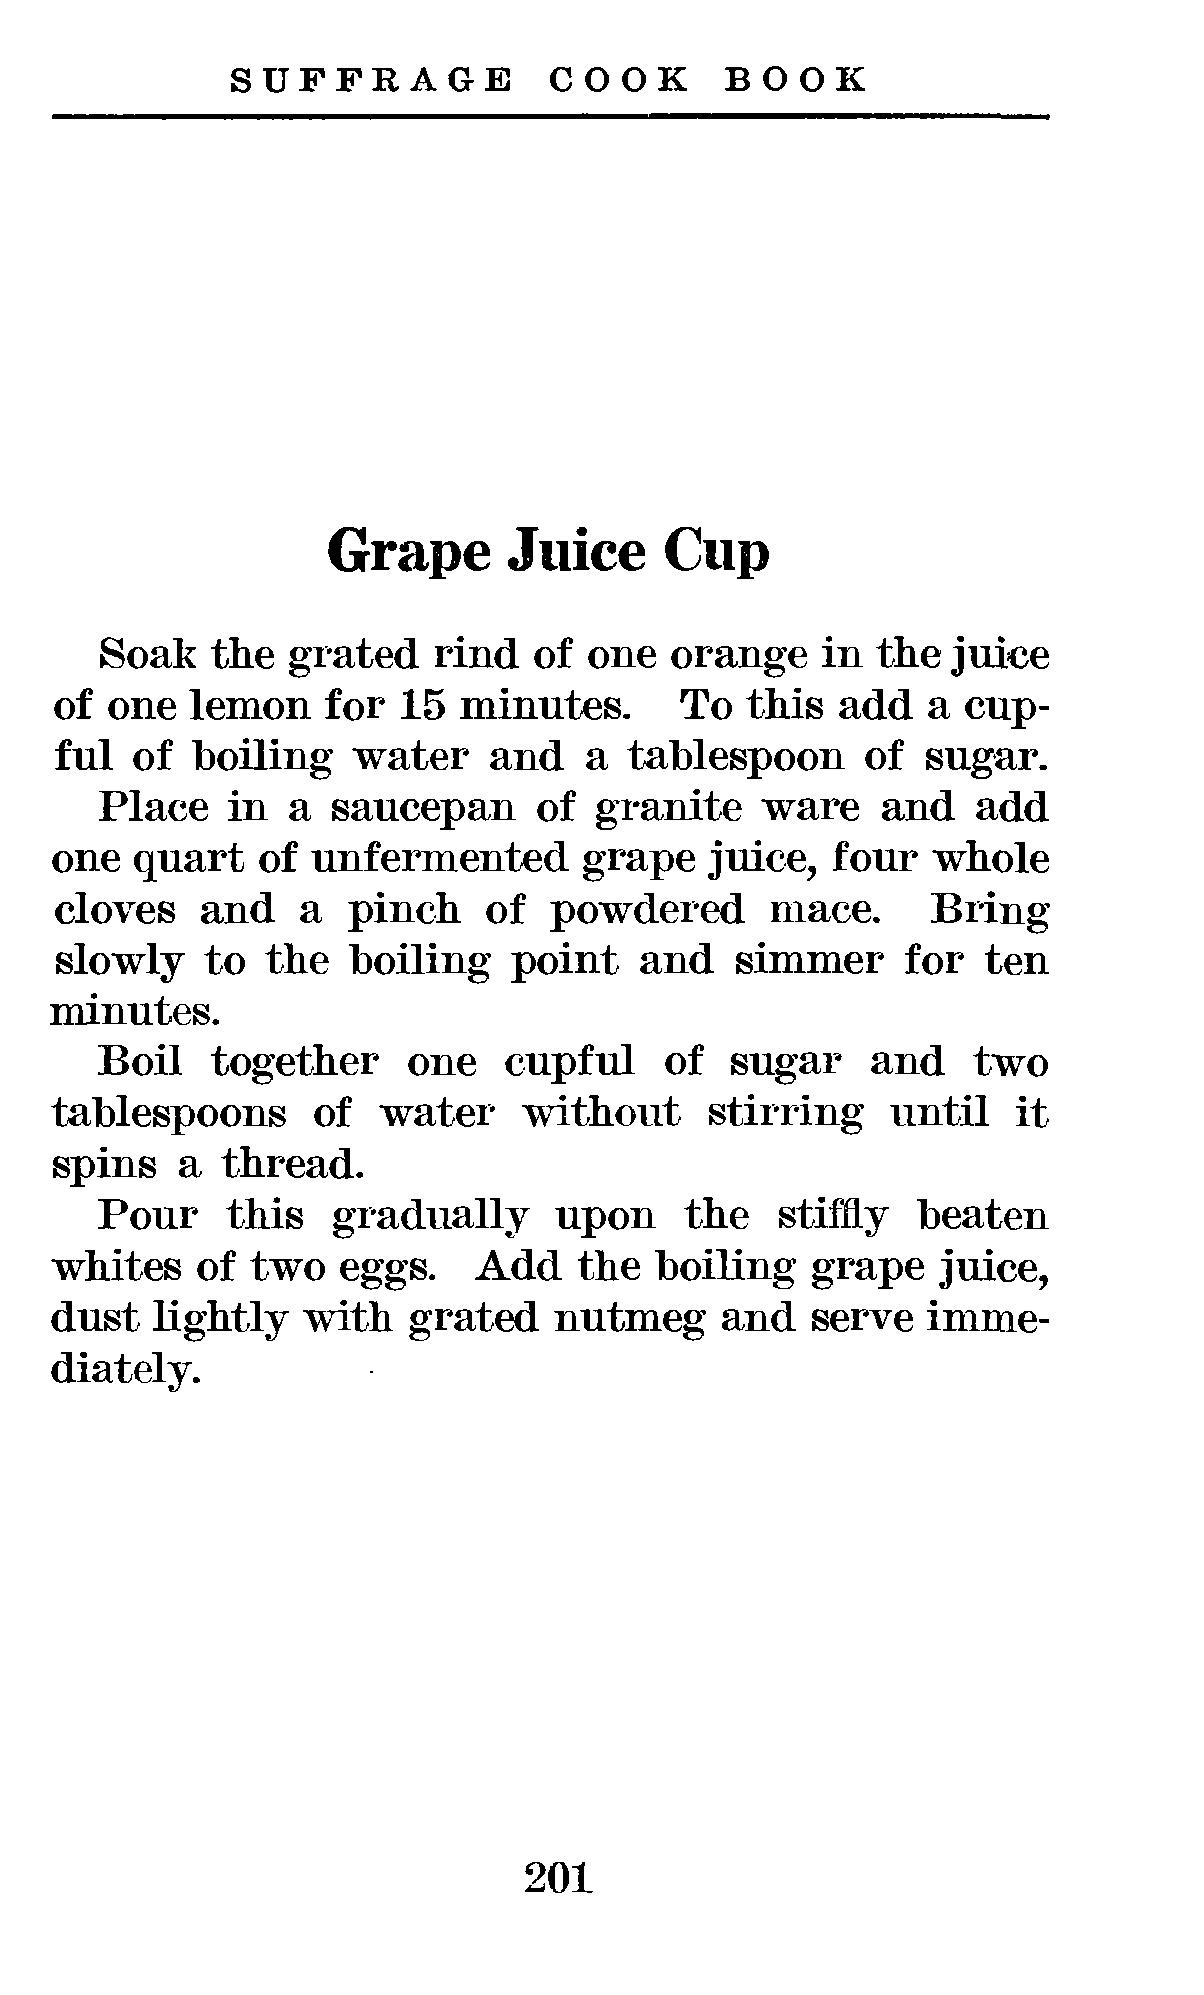 SUFFRAGE COOK BOOK
Grape Juice Cup
Soak the grated rind of one orange in the juice
of one lemon for 15 minutes. To this add a cup-
ful of boiling water and a tablespoon of sugar.
Place in a saucepan of granite ware and add
one quart of unfermented grape juice, four whole
cloves and a pinch of powdered mace. Bring
slowly to the boiling point and simmer for ten
minutes.
Boil together one cupful of sugar and two
tablespoons of water without stirring until it
spins a thread.
Pour this gradually upon the stiffly beaten
whites of two eggs. Add the boiling grape juice,
dust lightly with grated nutmeg and serve imme-
diately.
201